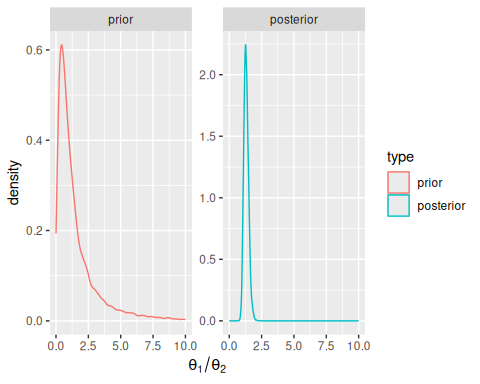 prior posterior
density
0.6
0.4
0.2
0.0
2.0
1.5
1.0
0.5
0.0
0.0 2.5 5.0 7.5 10.0 0.0 2.5 5.0 7.5 10.0
θ₁/θ₂
type
prior
posterior